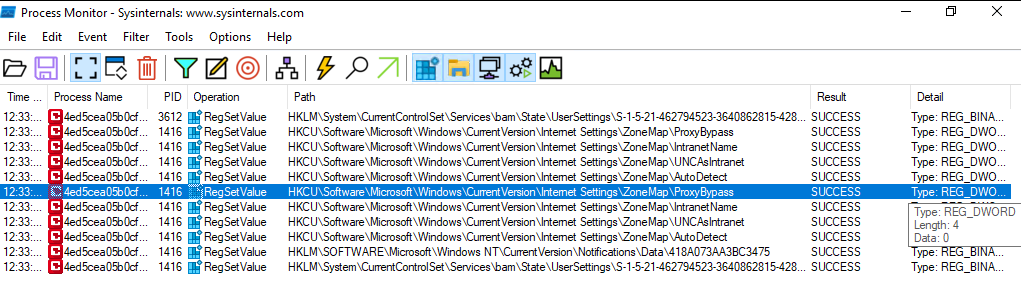 Process Monitor - Sysinternals: www.sysinternals.com
File Edit Event Filter Tools Options Help
Time ... Process Name PID Operation Path Result Detail
12:33:... 4ed5cea05b0cf... 3612 RegSetValue HKLM\System\CurrentControlSet\Services\bam\State\UserSettings\S-1-5-21-462794523-3640862815-428... SUCCESS Type: REG_BINA...
12:33:... 4ed5cea05b0cf... 1416 RegSetValue HKCU\Software\Microsoft\Windows\CurrentVersion\Internet Settings\ZoneMap\ProxyBypass SUCCESS Type: REG_DWO...
12:33:... 4ed5cea05b0cf... 1416 RegSetValue HKCU\Software\Microsoft\Windows\CurrentVersion\Internet Settings\ZoneMap\IntranetName SUCCESS Type: REG_DWO...
12:33:... 4ed5cea05b0cf... 1416 RegSetValue HKCU\Software\Microsoft\Windows\CurrentVersion\Internet Settings\ZoneMap\UNCAsIntranet SUCCESS Type: REG_DWO...
12:33:... 4ed5cea05b0cf... 1416 RegSetValue HKCU\Software\Microsoft\Windows\CurrentVersion\Internet Settings\ZoneMap\AutoDetect SUCCESS Type: REG_DWO...
12:33:... 4ed5cea05b0cf... 1416 RegSetValue HKCU\Software\Microsoft\Windows\CurrentVersion\Internet Settings\ZoneMap\ProxyBypass SUCCESS Type: REG_DWO...
12:33:... 4ed5cea05b0cf... 1416 RegSetValue HKCU\Software\Microsoft\Windows\CurrentVersion\Internet Settings\ZoneMap\IntranetName SUCCESS
12:33:... 4ed5cea05b0cf... 1416 RegSetValue HKCU\Software\Microsoft\Windows\CurrentVersion\Internet Settings\ZoneMap\UNCAsIntranet SUCCESS
12:33:... 4ed5cea05b0cf... 1416 RegSetValue HKCU\Software\Microsoft\Windows\CurrentVersion\Internet Settings\ZoneMap\AutoDetect SUCCESS
Type: REG_DWORD
Length: 4
Data: 0
12:33:... 4ed5cea05b0cf... 1416 RegSetValue HKLM\SOFTWARE\Microsoft\Windows NT\CurrentVersion\Notifications\Data\418A073AA3BC3475 SUCCESS Type: REG_BINA...
12:33:... 4ed5cea05b0cf... 1416 RegSetValue HKLM\System\CurrentControlSet\Services\bam\State\UserSettings\S-1-5-21-462794523-3640862815-428... SUCCESS Type: REG_BINA...